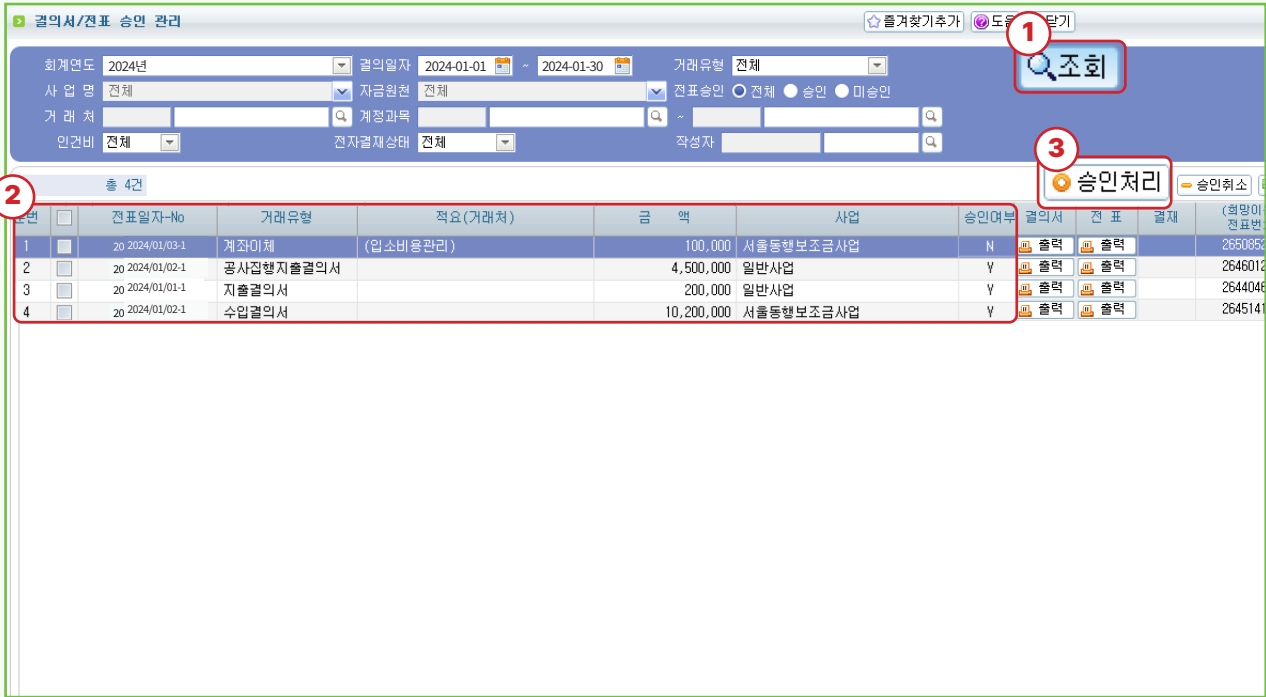 결의서/전표 승인 관리 즐겨찾기추가 닫기
1
회계연도 2024년 결의일자 2024-01-01 ~ 2024-01-30 거래유형 전체 조회
사 업 명 전체 자금원천 전체 전표승인 전체 승인 미승인
거 래 처 계정과목 ~
인건비 전체 전자결재상태 전체 작성자
3
총 4건 승인처리 승인취소
2
전표일자-No 거래유형 적요(거래처) 금 액 사업 승인여부 결의서 전 표 결재
1 20 2024/01/03-1 계좌이체 (입소비용관리) 100,000 서울동행보조금사업 N 출력 출력 2650852
2 20 2024/01/02-1 공사집행지출결의서 4,500,000 일반사업 Y 출력 출력 2646012
3 20 2024/01/01-1 지출결의서 200,000 일반사업 Y 출력 출력 2644046
4 20 2024/01/02-1 수입결의서 10,200,000 서울동행보조금사업 Y 출력 출력 2645141